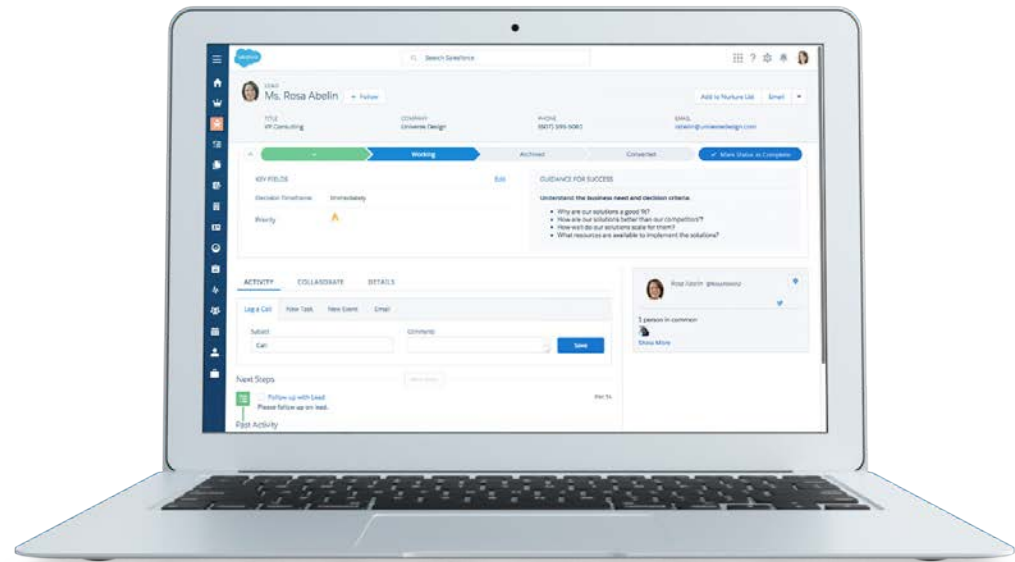 salesforce
Search Salesforce
LEAD
Ms. Rosa Abelin + Follow
Add to Nurture List Email
TITLE COMPANY PHONE EMAIL
VP Consulting Universe Design
Working Archived Converted ✓ Mark Status as Complete
KEY FIELDS Edit GUIDANCE FOR SUCCESS
Decision Timeframe Immediately Understand the business need and decision criteria.
Priority
• Why are our solutions a good fit?
• How are our solutions better than our competitors'?
• How well do our solutions scale for them?
• What resources are available to implement the solutions?
ACTIVITY COLLABORATE DETAILS
Rosa Abelin
Log a Call New Task New Event Email
1 person in common
Subject Comments
Call Save
Show More
Next Steps
Follow up with Lead
Please follow up on lead.
Past Activity